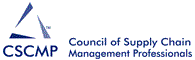 CSCMP
Council of Supply Chain
Management Professionals